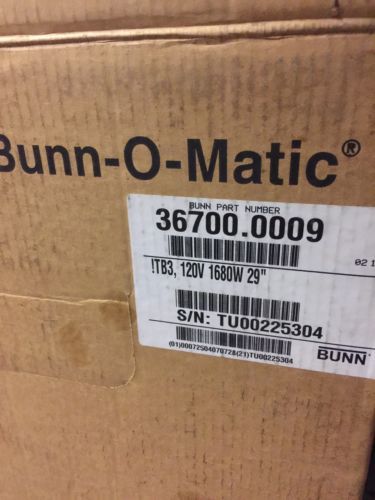 Bunn-O-Matic®
BUNN PART NUMBER
36700.0009
02 1
!TB3, 120V 1680W 29"
S/N: TU00225304
BUNN
(01)00072504070728(21)TU00225304